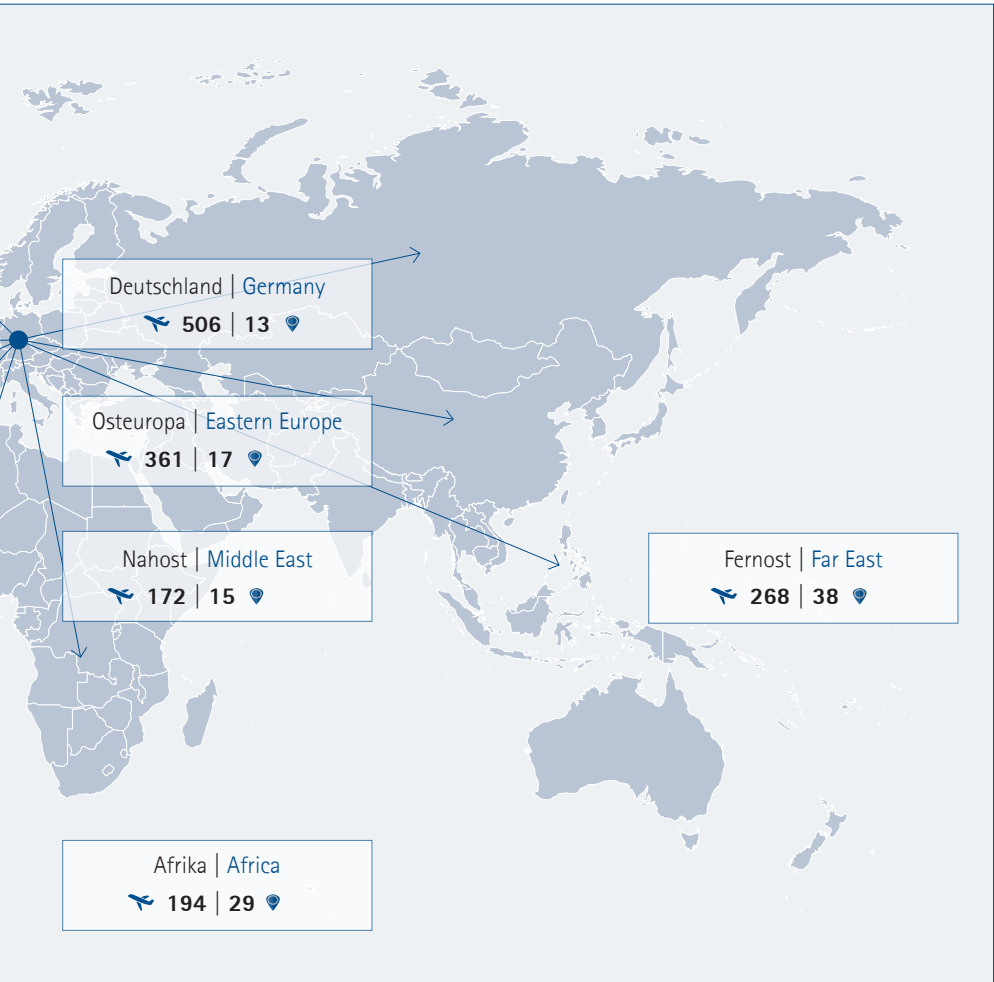 Deutschland | Germany
506 | 13
Osteuropa | Eastern Europe
361 | 17
Nahost | Middle East
172 | 15
Fernost | Far East
268 | 38
Afrika | Africa
194 | 29